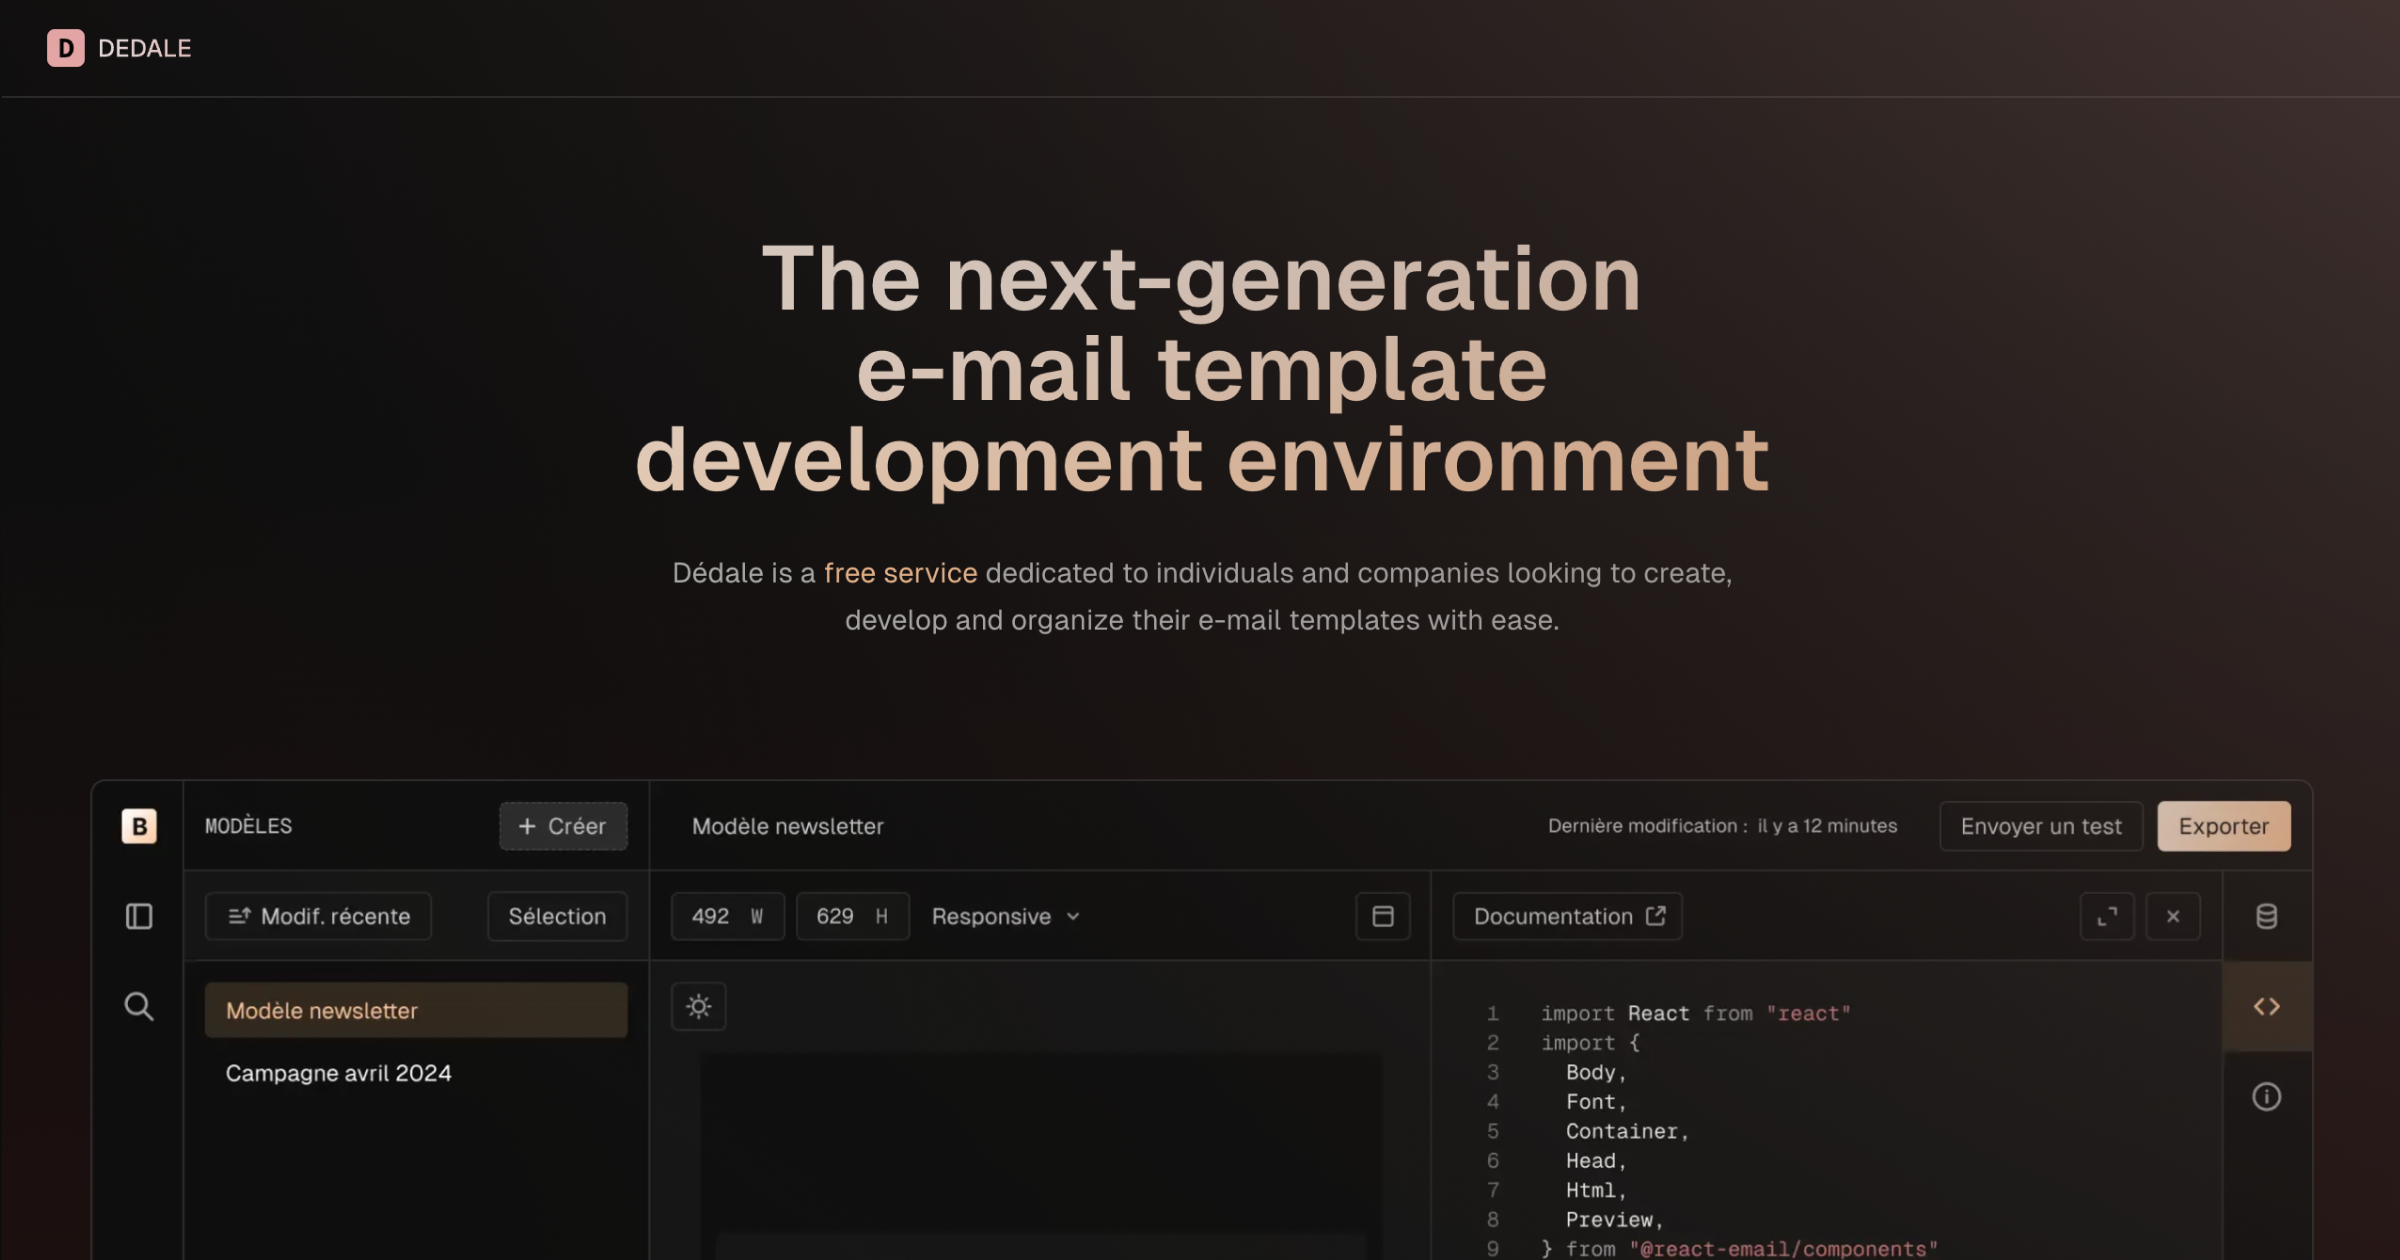 D DEDALE
The next-generation
e-mail template
development environment
Dédale is a free service dedicated to individuals and companies looking to create,
develop and organize their e-mail templates with ease.
B
MODÈLES
+ Créer
Modèle newsletter
Dernière modification : il y a 12 minutes
Envoyer un test
Exporter
Modif. récente
Sélection
492 W
629 H
Responsive
Documentation
Modèle newsletter
Campagne avril 2024
1 import React from "react"
2 import {
3 Body,
4 Font,
5 Container,
6 Head,
7 Html,
8 Preview,
9 } from "@react-email/components"